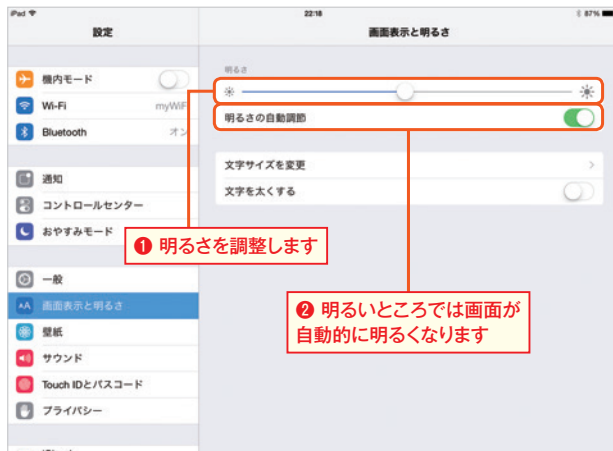 iPad
22:18
87%
設定
画面表示と明るさ
機内モード
Wi-Fi
myWiF
Bluetooth
オン
通知
コントロールセンター
おやすみモード
一般
AA 画面表示と明るさ
壁紙
サウンド
Touch IDとパスコード
プライバシー
明るさ
明るさの自動調節
文字サイズを変更
文字を太くする
❶ 明るさを調整します
❷ 明るいところでは画面が
自動的に明るくなります